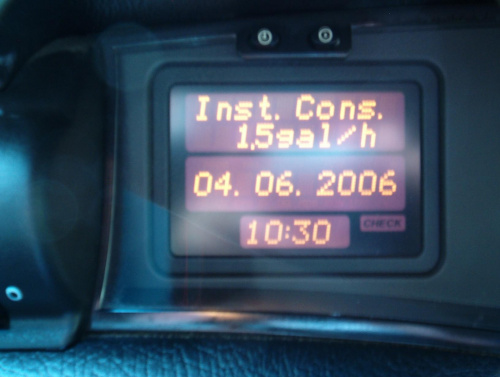 Inst. Cons.
1.5gal/h
04. 06. 2006
10:30
CHECK